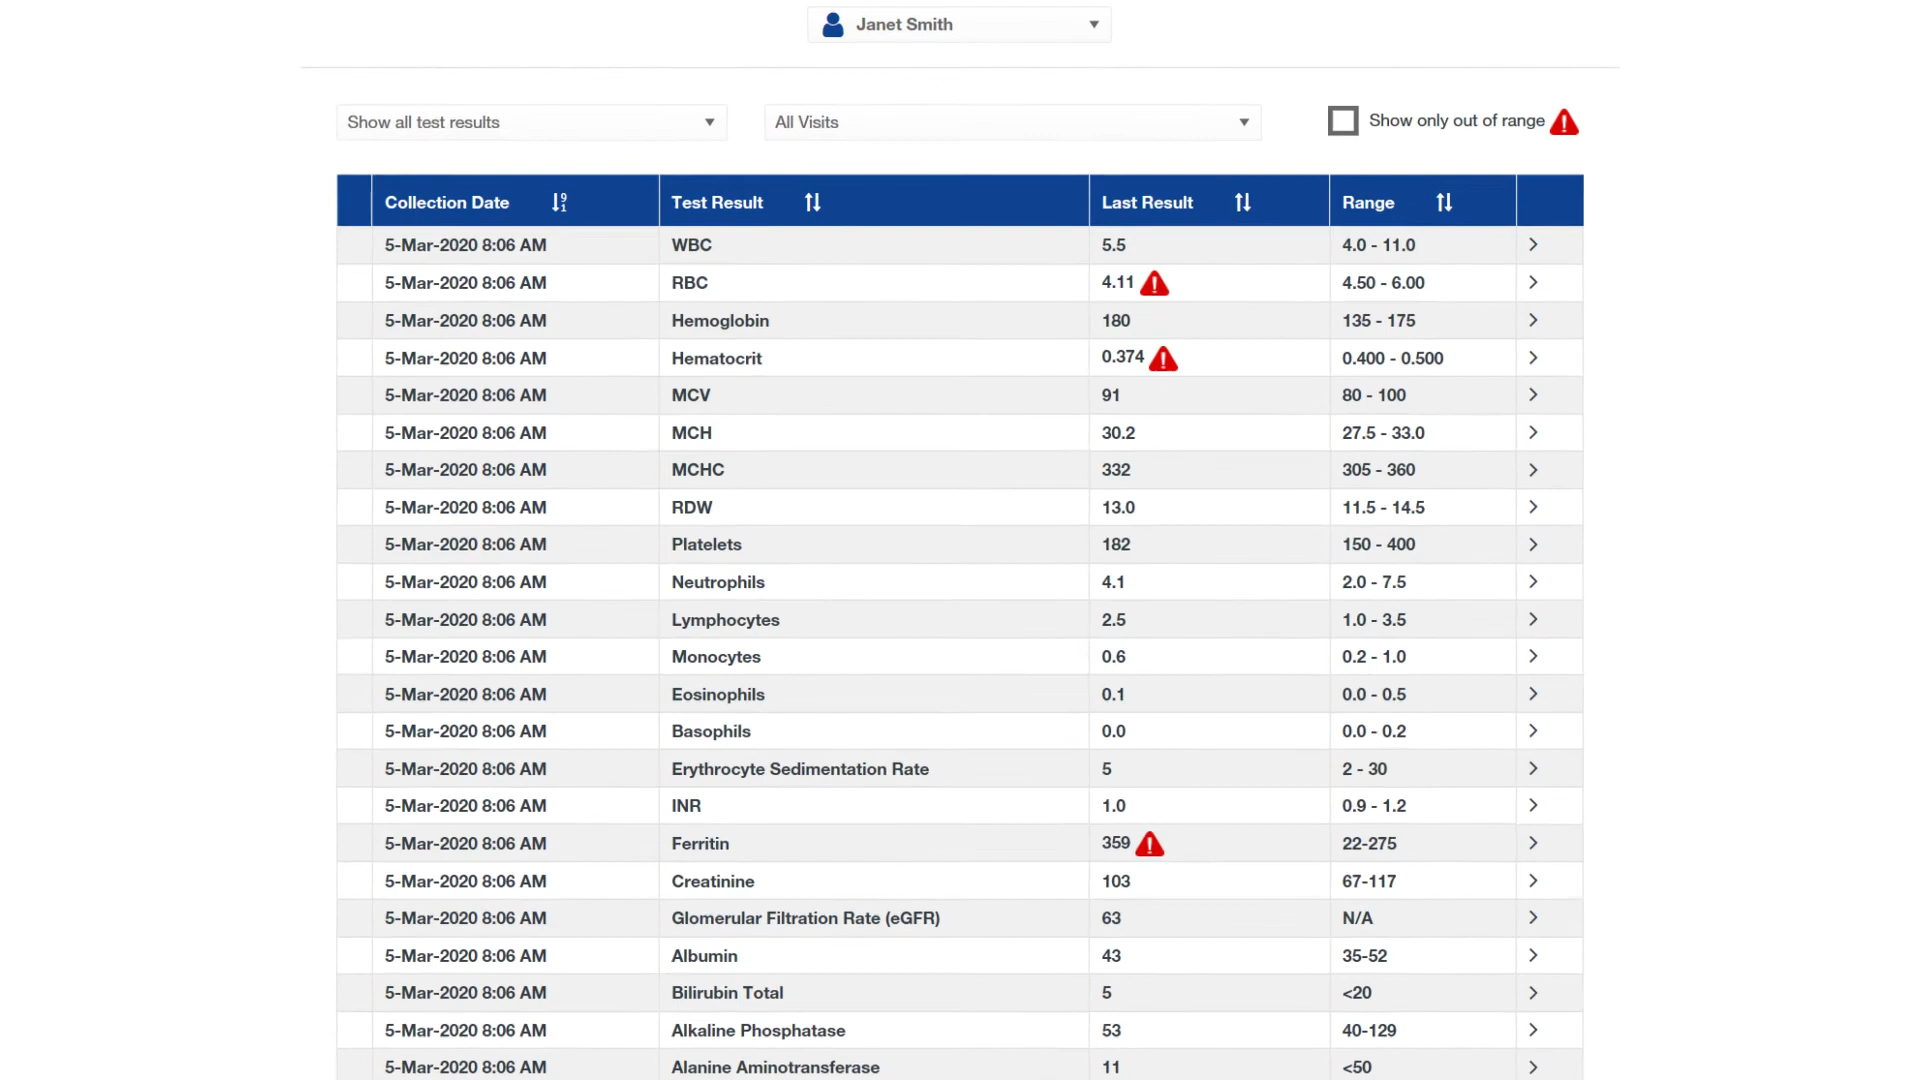 Janet Smith
Show all test results
All Visits
Show only out of range
Collection Date Test Result Last Result Range
5-Mar-2020 8:06 AM WBC 5.5 4.0 - 11.0
5-Mar-2020 8:06 AM RBC 4.11 4.50 - 6.00
5-Mar-2020 8:06 AM Hemoglobin 180 135 - 175
5-Mar-2020 8:06 AM Hematocrit 0.374 0.400 - 0.500
5-Mar-2020 8:06 AM MCV 91 80 - 100
5-Mar-2020 8:06 AM MCH 30.2 27.5 - 33.0
5-Mar-2020 8:06 AM MCHC 332 305 - 360
5-Mar-2020 8:06 AM RDW 13.0 11.5 - 14.5
5-Mar-2020 8:06 AM Platelets 182 150 - 400
5-Mar-2020 8:06 AM Neutrophils 4.1 2.0 - 7.5
5-Mar-2020 8:06 AM Lymphocytes 2.5 1.0 - 3.5
5-Mar-2020 8:06 AM Monocytes 0.6 0.2 - 1.0
5-Mar-2020 8:06 AM Eosinophils 0.1 0.0 - 0.5
5-Mar-2020 8:06 AM Basophils 0.0 0.0 - 0.2
5-Mar-2020 8:06 AM Erythrocyte Sedimentation Rate 5 2 - 30
5-Mar-2020 8:06 AM INR 1.0 0.9 - 1.2
5-Mar-2020 8:06 AM Ferritin 359 22-275
5-Mar-2020 8:06 AM Creatinine 103 67-117
5-Mar-2020 8:06 AM Glomerular Filtration Rate (eGFR) 63 N/A
5-Mar-2020 8:06 AM Albumin 43 35-52
5-Mar-2020 8:06 AM Bilirubin Total 5 <20
5-Mar-2020 8:06 AM Alkaline Phosphatase 53 40-129
5-Mar-2020 8:06 AM Alanine Aminotransferase 11 <50